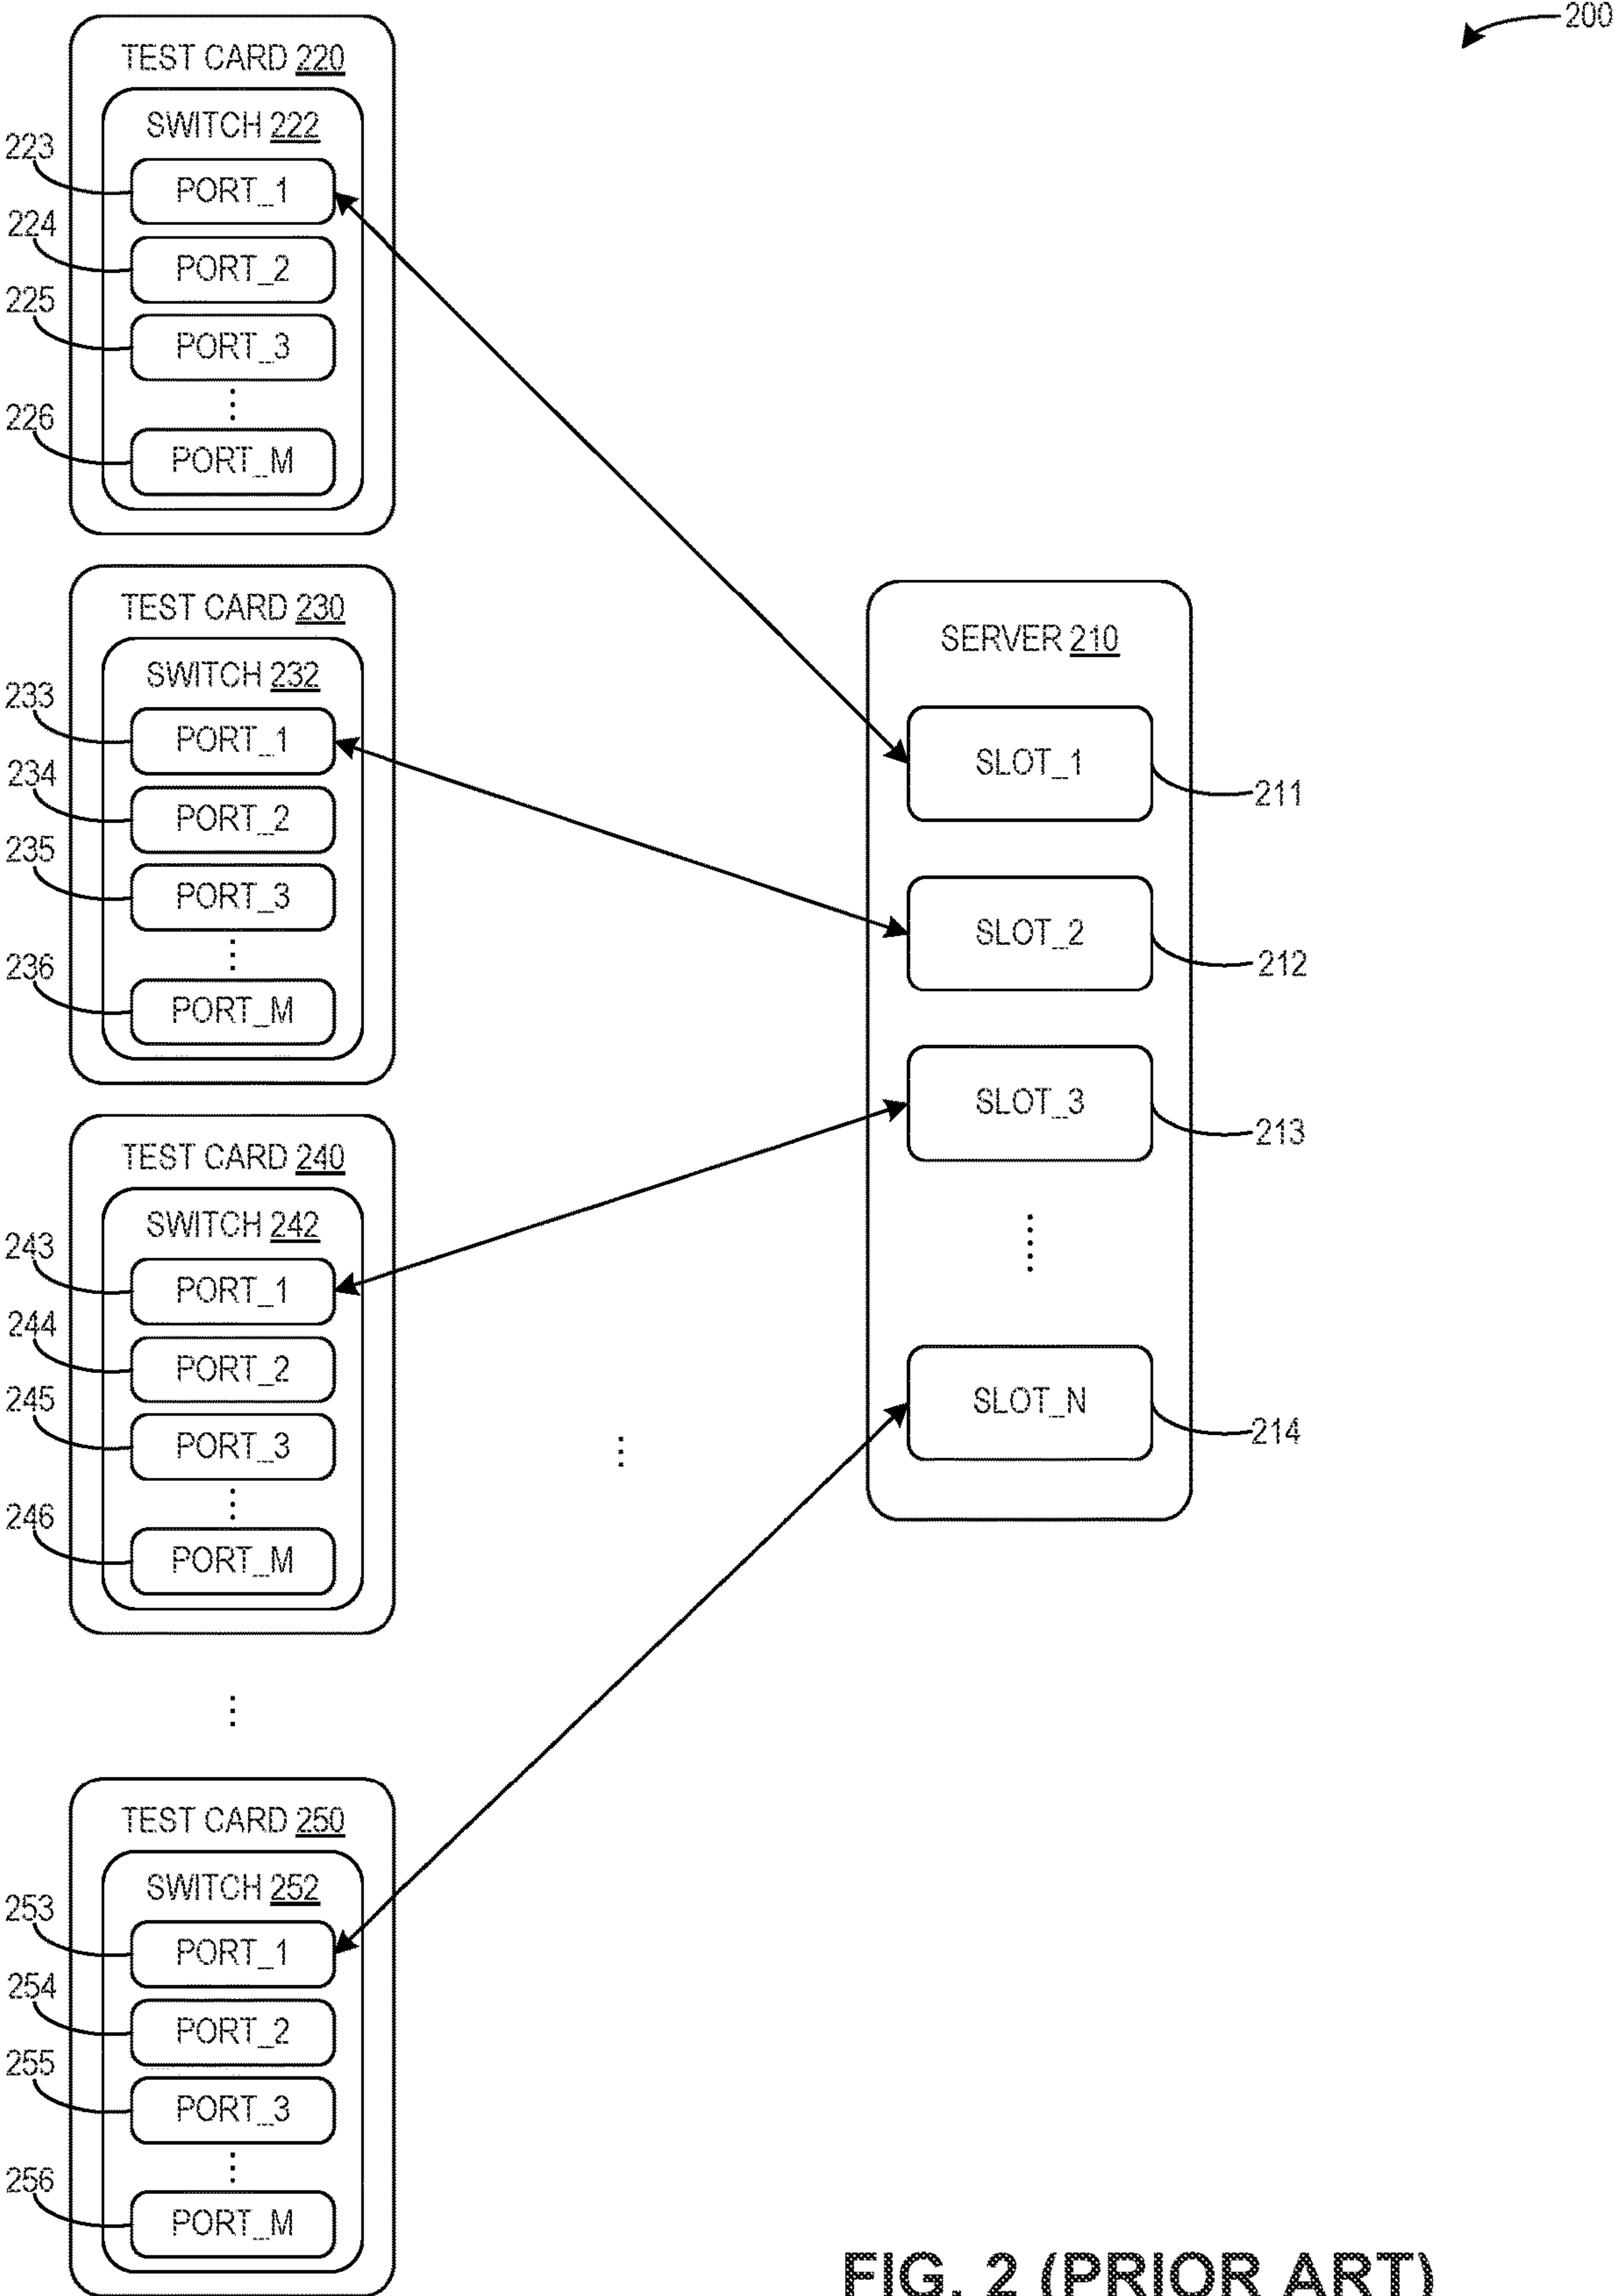 200
TEST CARD 220
SWITCH 222
223
PORT_1
224
PORT_2
225
PORT_3
226
PORT_M
TEST CARD 230
SWITCH 232
233
PORT_1
234
PORT_2
235
PORT_3
236
PORT_M
SERVER 210
SLOT_1
211
SLOT_2
212
SLOT_3
213
SLOT_N
214
TEST CARD 240
SWITCH 242
243
PORT_1
244
PORT_2
245
PORT_3
246
PORT_M
TEST CARD 250
SWITCH 252
253
PORT_1
254
PORT_2
255
PORT_3
256
PORT_M
FIG. 2 (PRIOR ART)